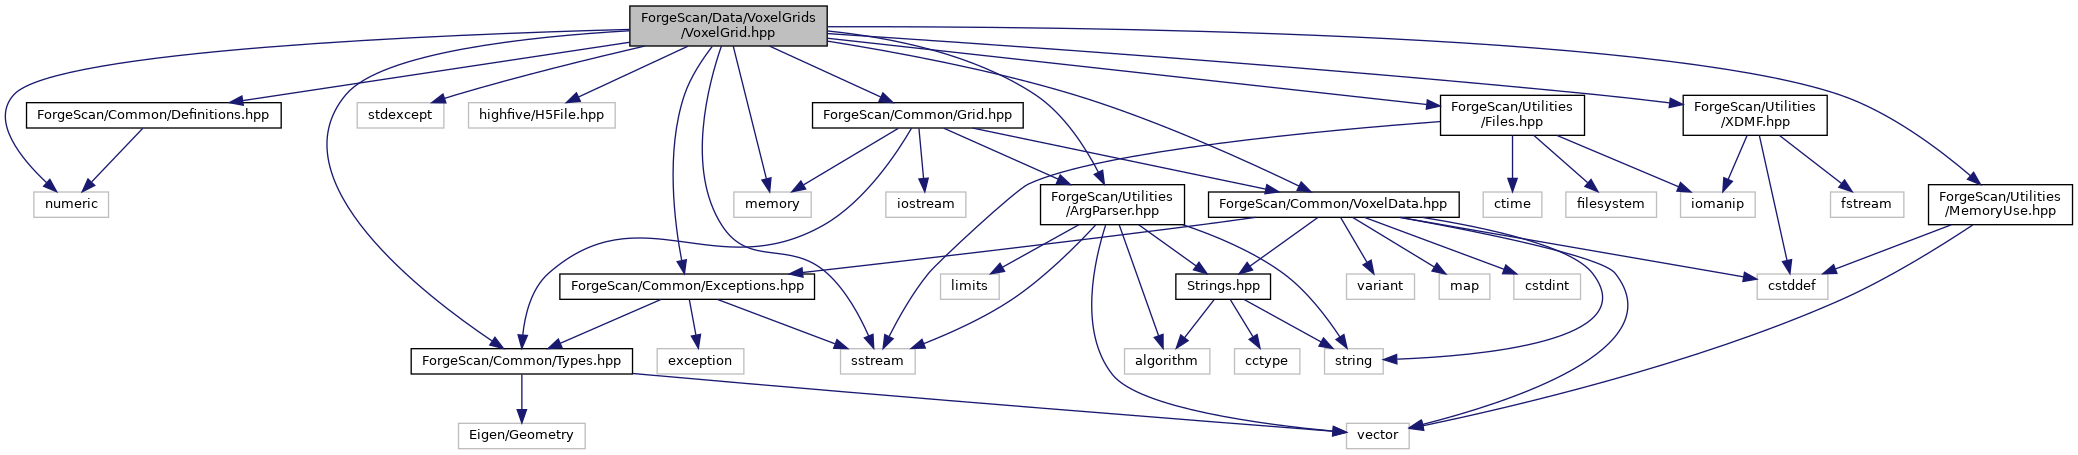 ForgeScan/Data/VoxelGrids
/VoxelGrid.hpp
ForgeScan/Common/Definitions.hpp
stdexcept
highfive/H5File.hpp
ForgeScan/Common/Grid.hpp
ForgeScan/Utilities
/Files.hpp
ForgeScan/Utilities
/XDMF.hpp
numeric
memory
iostream
ForgeScan/Utilities
/ArgParser.hpp
ForgeScan/Common/VoxelData.hpp
ctime
filesystem
iomanip
fstream
ForgeScan/Utilities
/MemoryUse.hpp
ForgeScan/Common/Exceptions.hpp
limits
Strings.hpp
variant
map
cstdint
cstddef
ForgeScan/Common/Types.hpp
exception
sstream
algorithm
cctype
string
Eigen/Geometry
vector